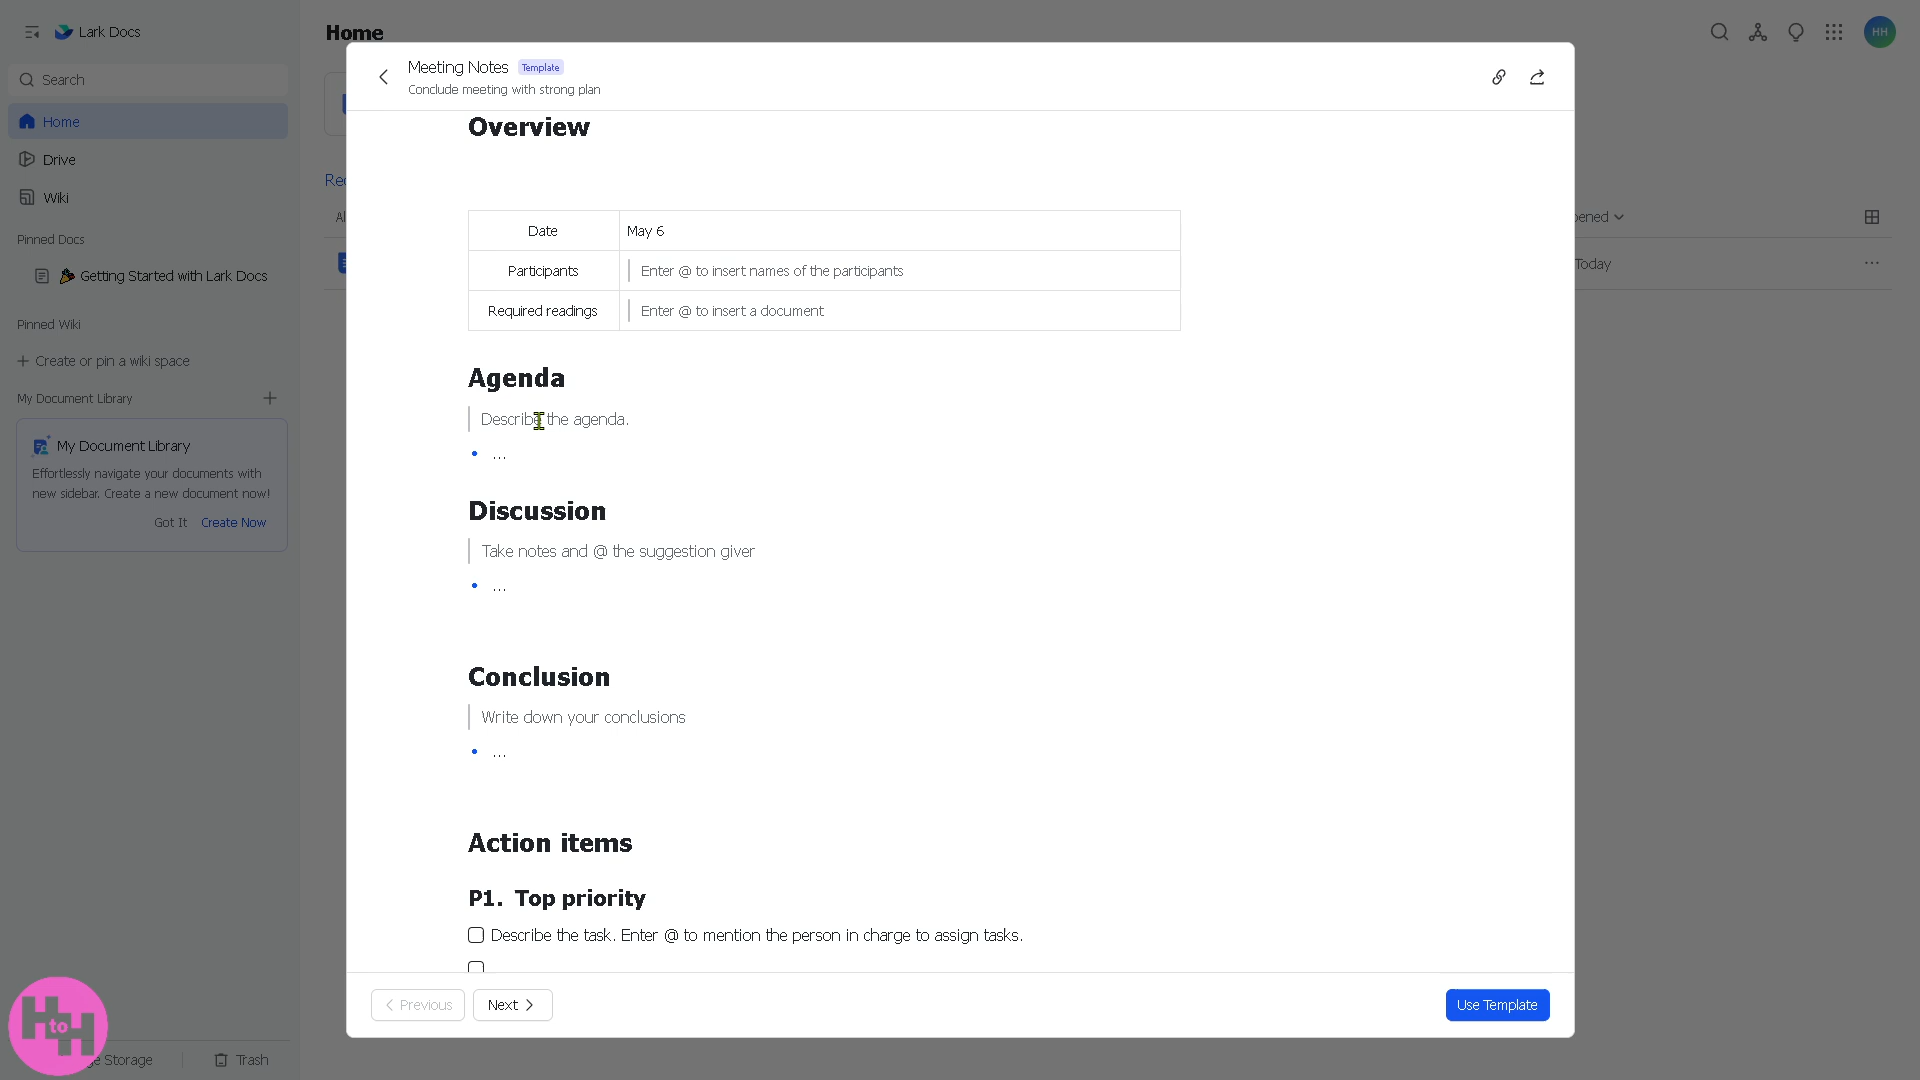 Lark Docs
Search
Home
Drive
Wiki
Pinned Docs
Getting Started with Lark Docs
Pinned Wiki
Create or pin a wiki space
My Document Library
My Document Library
Effortlessly navigate your documents with
new sidebar. Create a new document now!
Got It Create Now
Storage
Trash
H to H
Home
HH
Today
Meeting Notes Template
Conclude meeting with strong plan
Overview
Date May 6
Participants Enter @ to insert names of the participants
Required readings Enter @ to insert a document
Agenda
Describe the agenda.
• ...
Discussion
Take notes and @ the suggestion giver
• ...
Conclusion
Write down your conclusions
• ...
Action items
P1. Top priority
Describe the task. Enter @ to mention the person in charge to assign tasks.
Previous
Next
Use Template